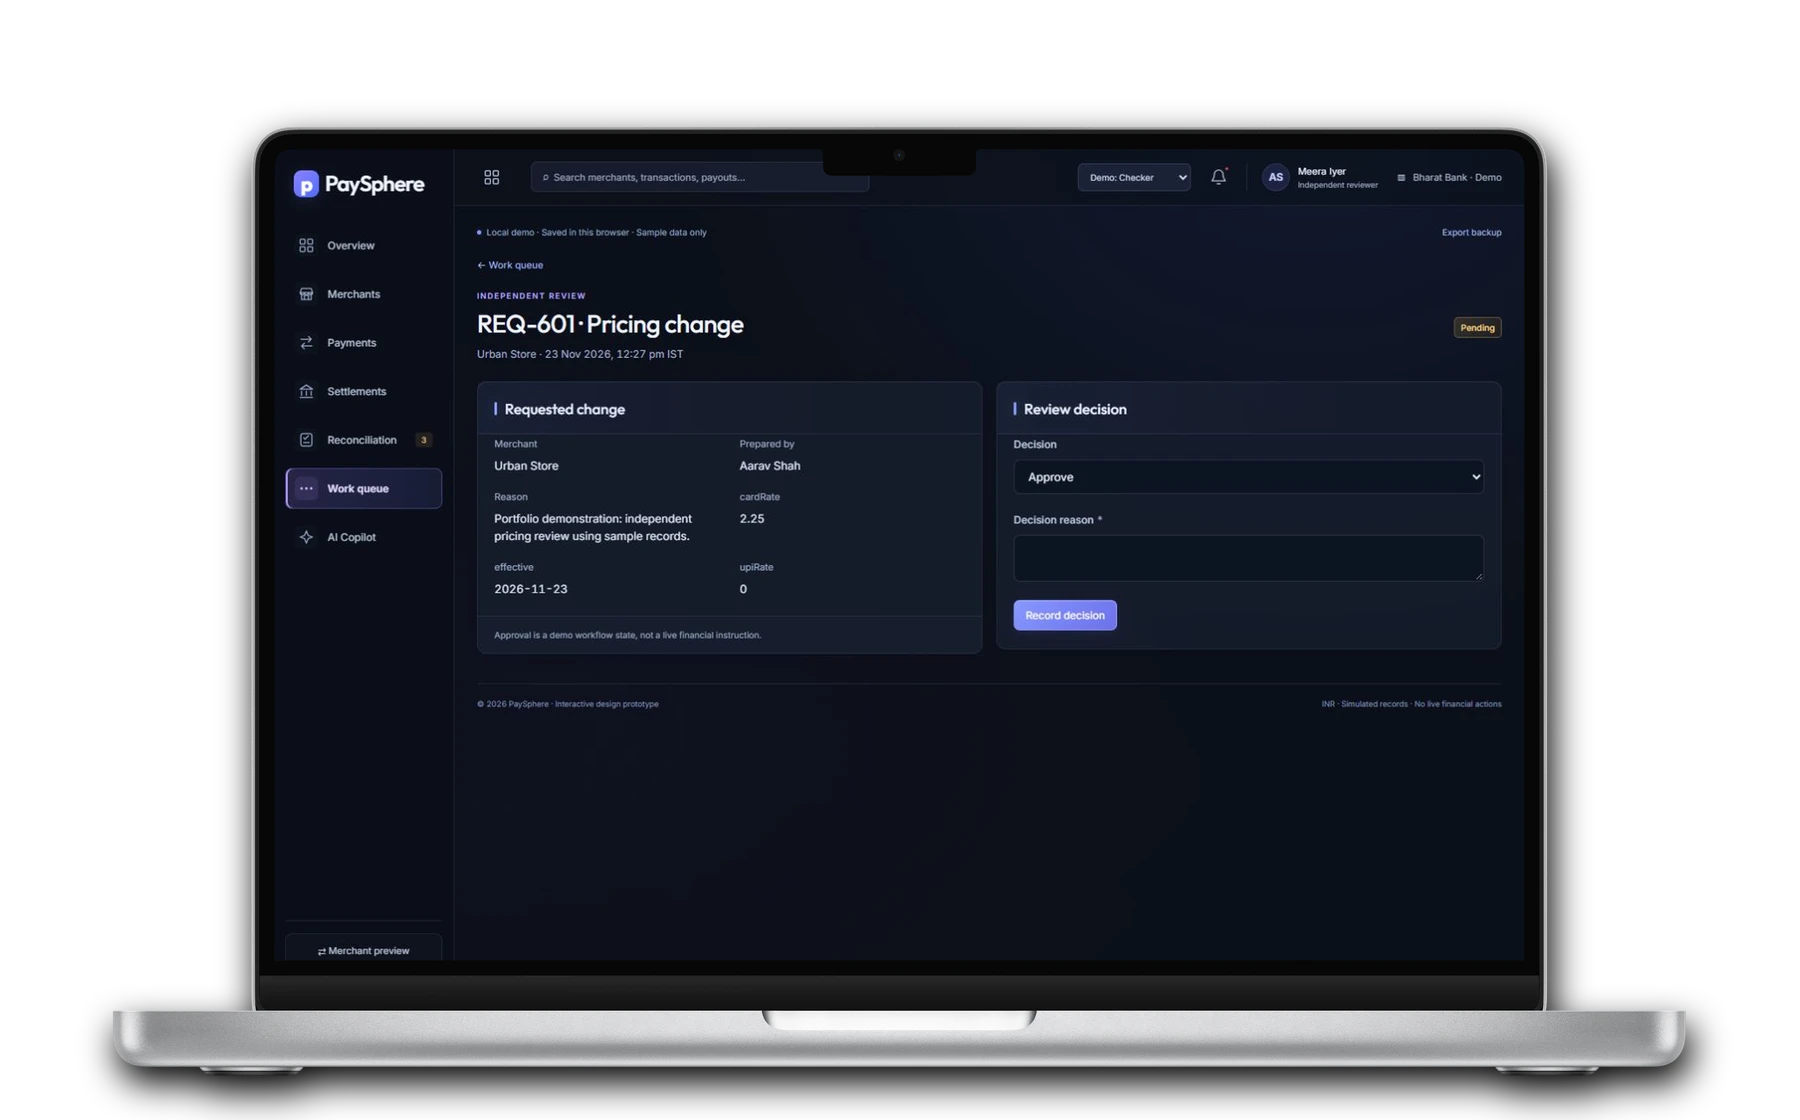 p PaySphere
Search merchants, transactions, payouts...
Demo: Checker
AS
Meera Iyer
Independent reviewer
Bharat Bank · Demo
Overview
Merchants
Payments
Settlements
Reconciliation 3
Work queue
AI Copilot
⇄ Merchant preview
Local demo · Saved in this browser · Sample data only
Export backup
← Work queue
INDEPENDENT REVIEW
REQ-601 · Pricing change
Pending
Urban Store · 23 Nov 2026, 12:27 pm IST
Requested change
Merchant
Urban Store
Prepared by
Aarav Shah
Reason
Portfolio demonstration: independent
pricing review using sample records.
cardRate
2.25
effective
2026-11-23
upiRate
0
Approval is a demo workflow state, not a live financial instruction.
Review decision
Decision
Approve
Decision reason *
Record decision
© 2026 PaySphere · Interactive design prototype
INR · Simulated records · No live financial actions